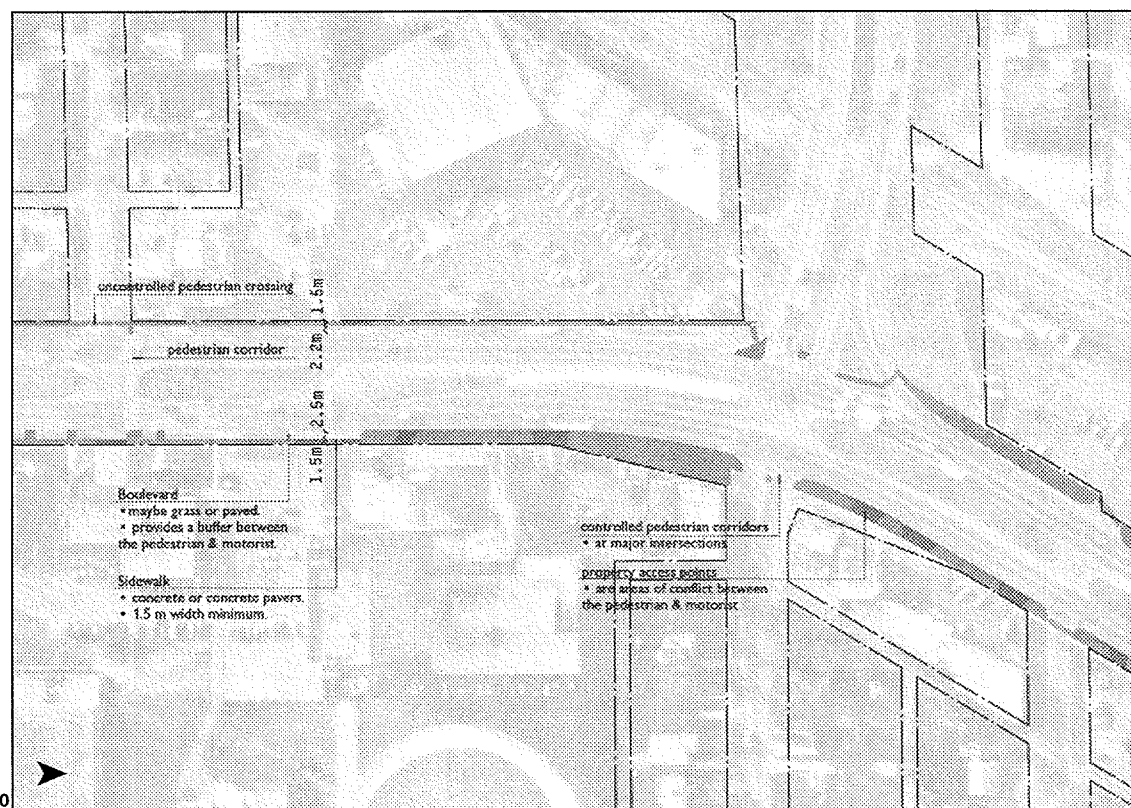 uncontrolled pedestrian crossing
1.5m
pedestrian corridor
2.2m
2.5m
1.5m
Boulevard
• maybe grass or paved.
• provides a buffer between
the pedestrian & motorist.
Sidewalk
• concrete or concrete pavers.
• 1.5 m width minimum.
controlled pedestrian corridors
• at major intersections
property access points
• are areas of conflict between
the pedestrian & motorist
0